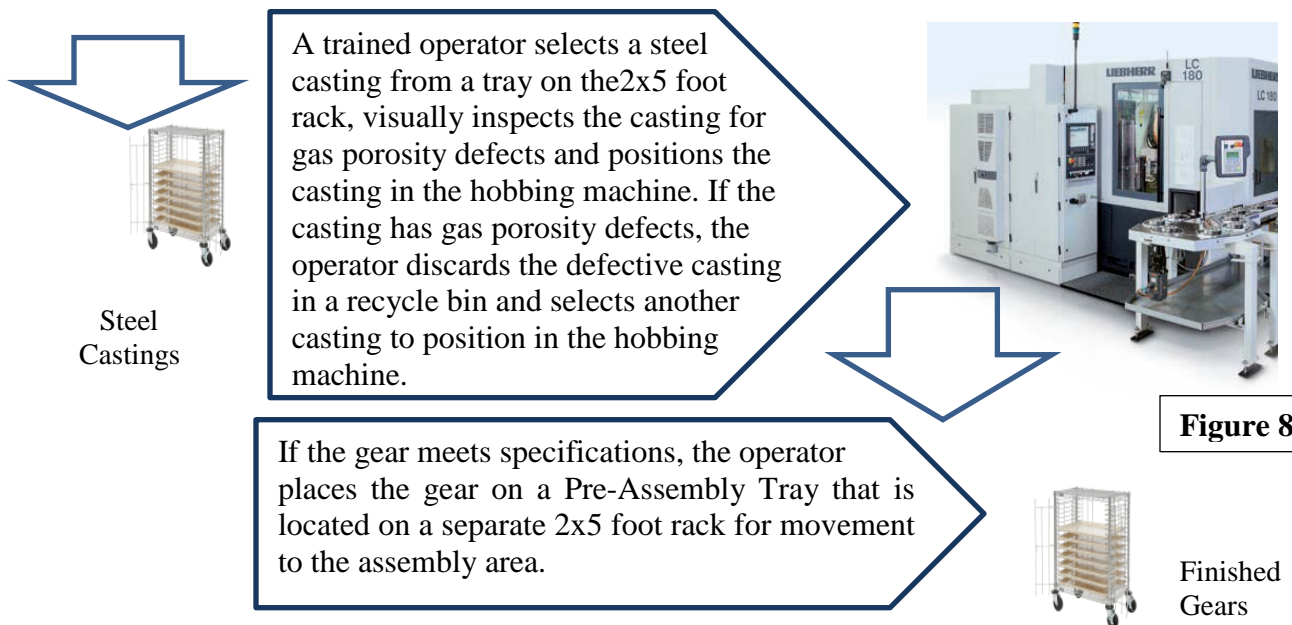 A trained operator selects a steel
casting from a tray on the2x5 foot
rack, visually inspects the casting for
gas porosity defects and positions the
casting in the hobbing machine. If the
casting has gas porosity defects, the
operator discards the defective casting
in a recycle bin and selects another
casting to position in the hobbing
machine.
Steel
Castings
LIEBHERR
LC
180
LIEBHERR
LC 180
Figure 8
If the gear meets specifications, the operator
places the gear on a Pre-Assembly Tray that is
located on a separate 2x5 foot rack for movement
to the assembly area.
Finished
Gears